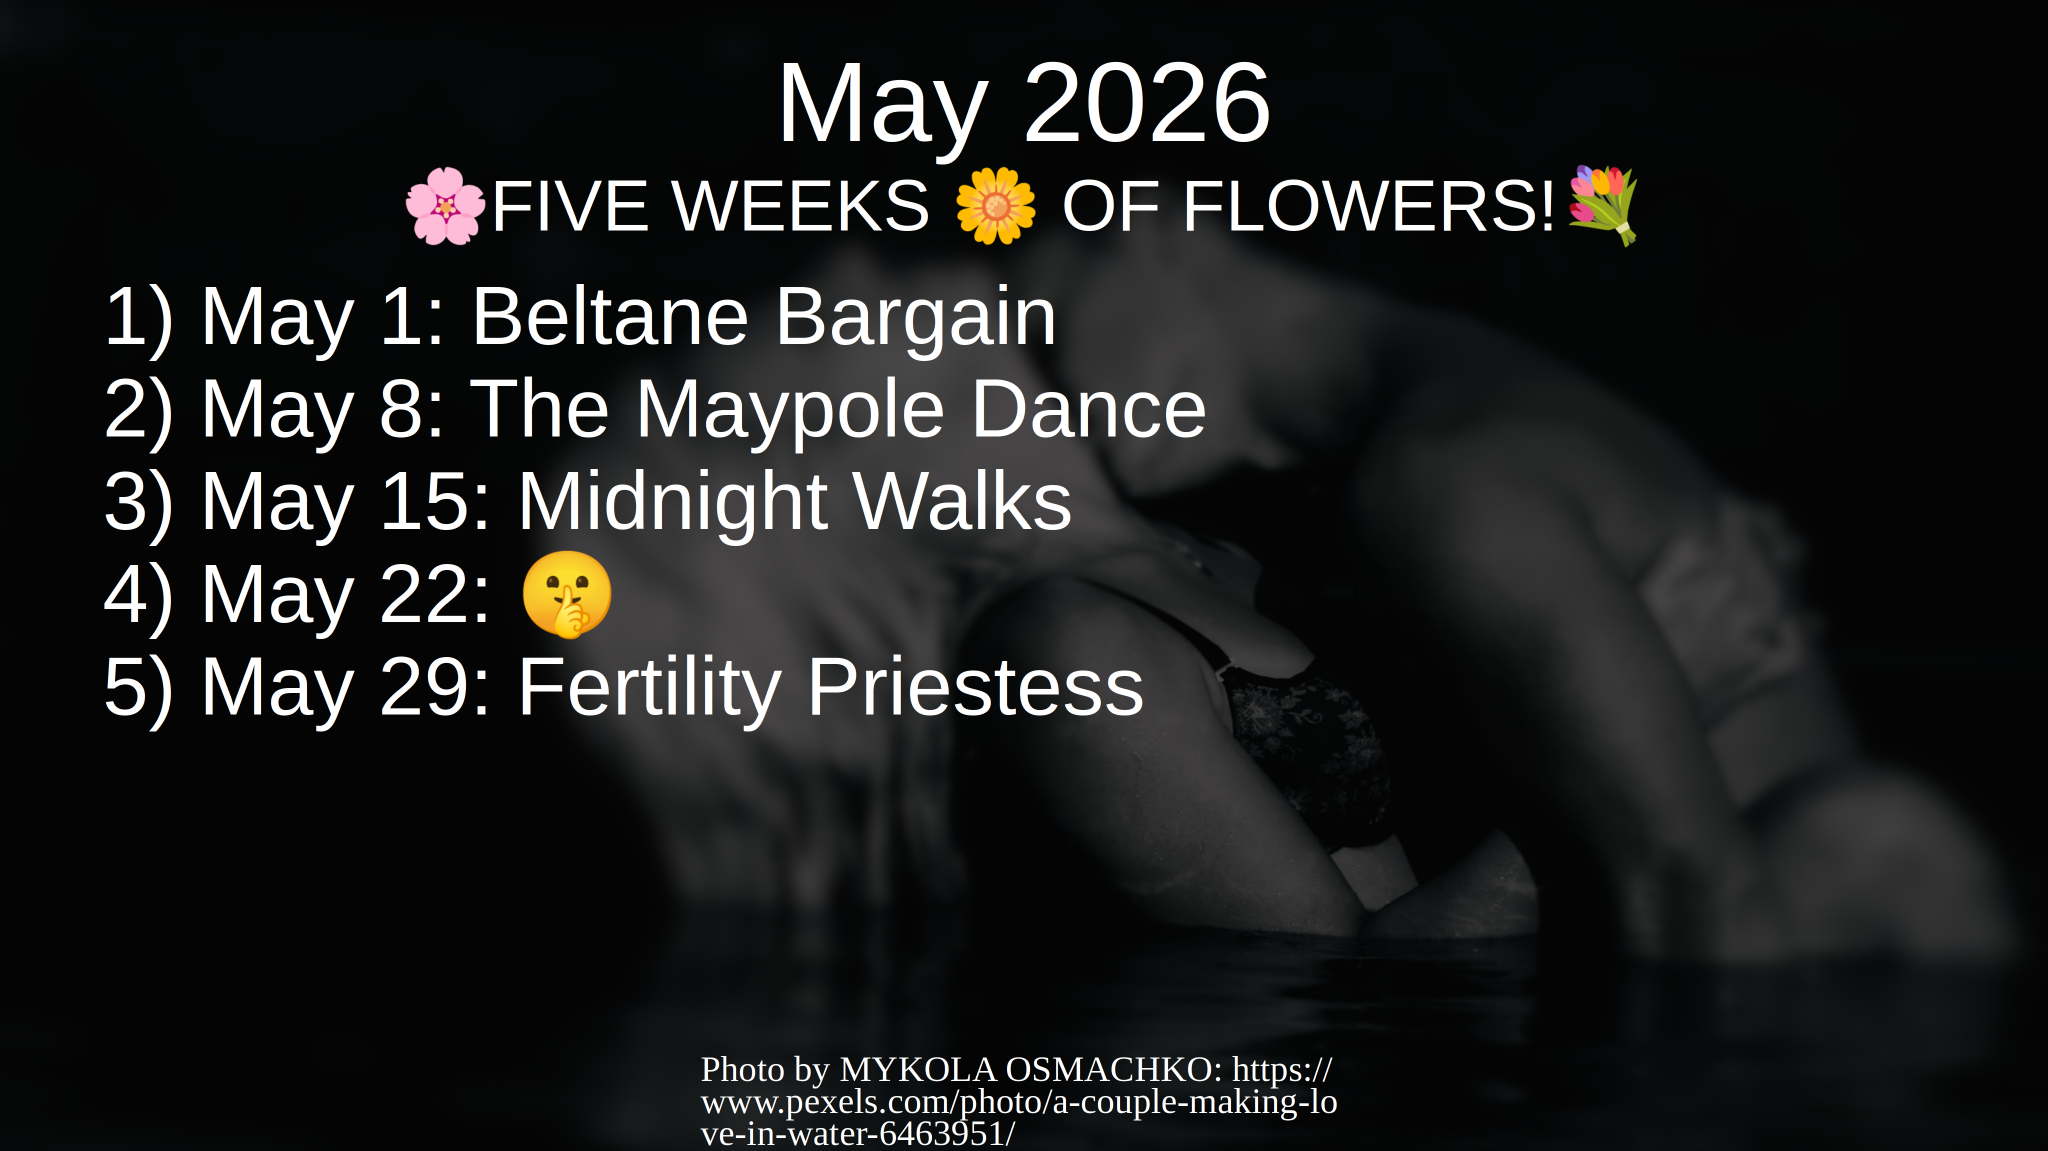 May 2026
🌸FIVE WEEKS 🌼 OF FLOWERS!💐
1) May 1: Beltane Bargain
2) May 8: The Maypole Dance
3) May 15: Midnight Walks
4) May 22: 🤫
5) May 29: Fertility Priestess
Photo by MYKOLA OSMACHKO: https://
www.pexels.com/photo/a-couple-making-lo
ve-in-water-6463951/